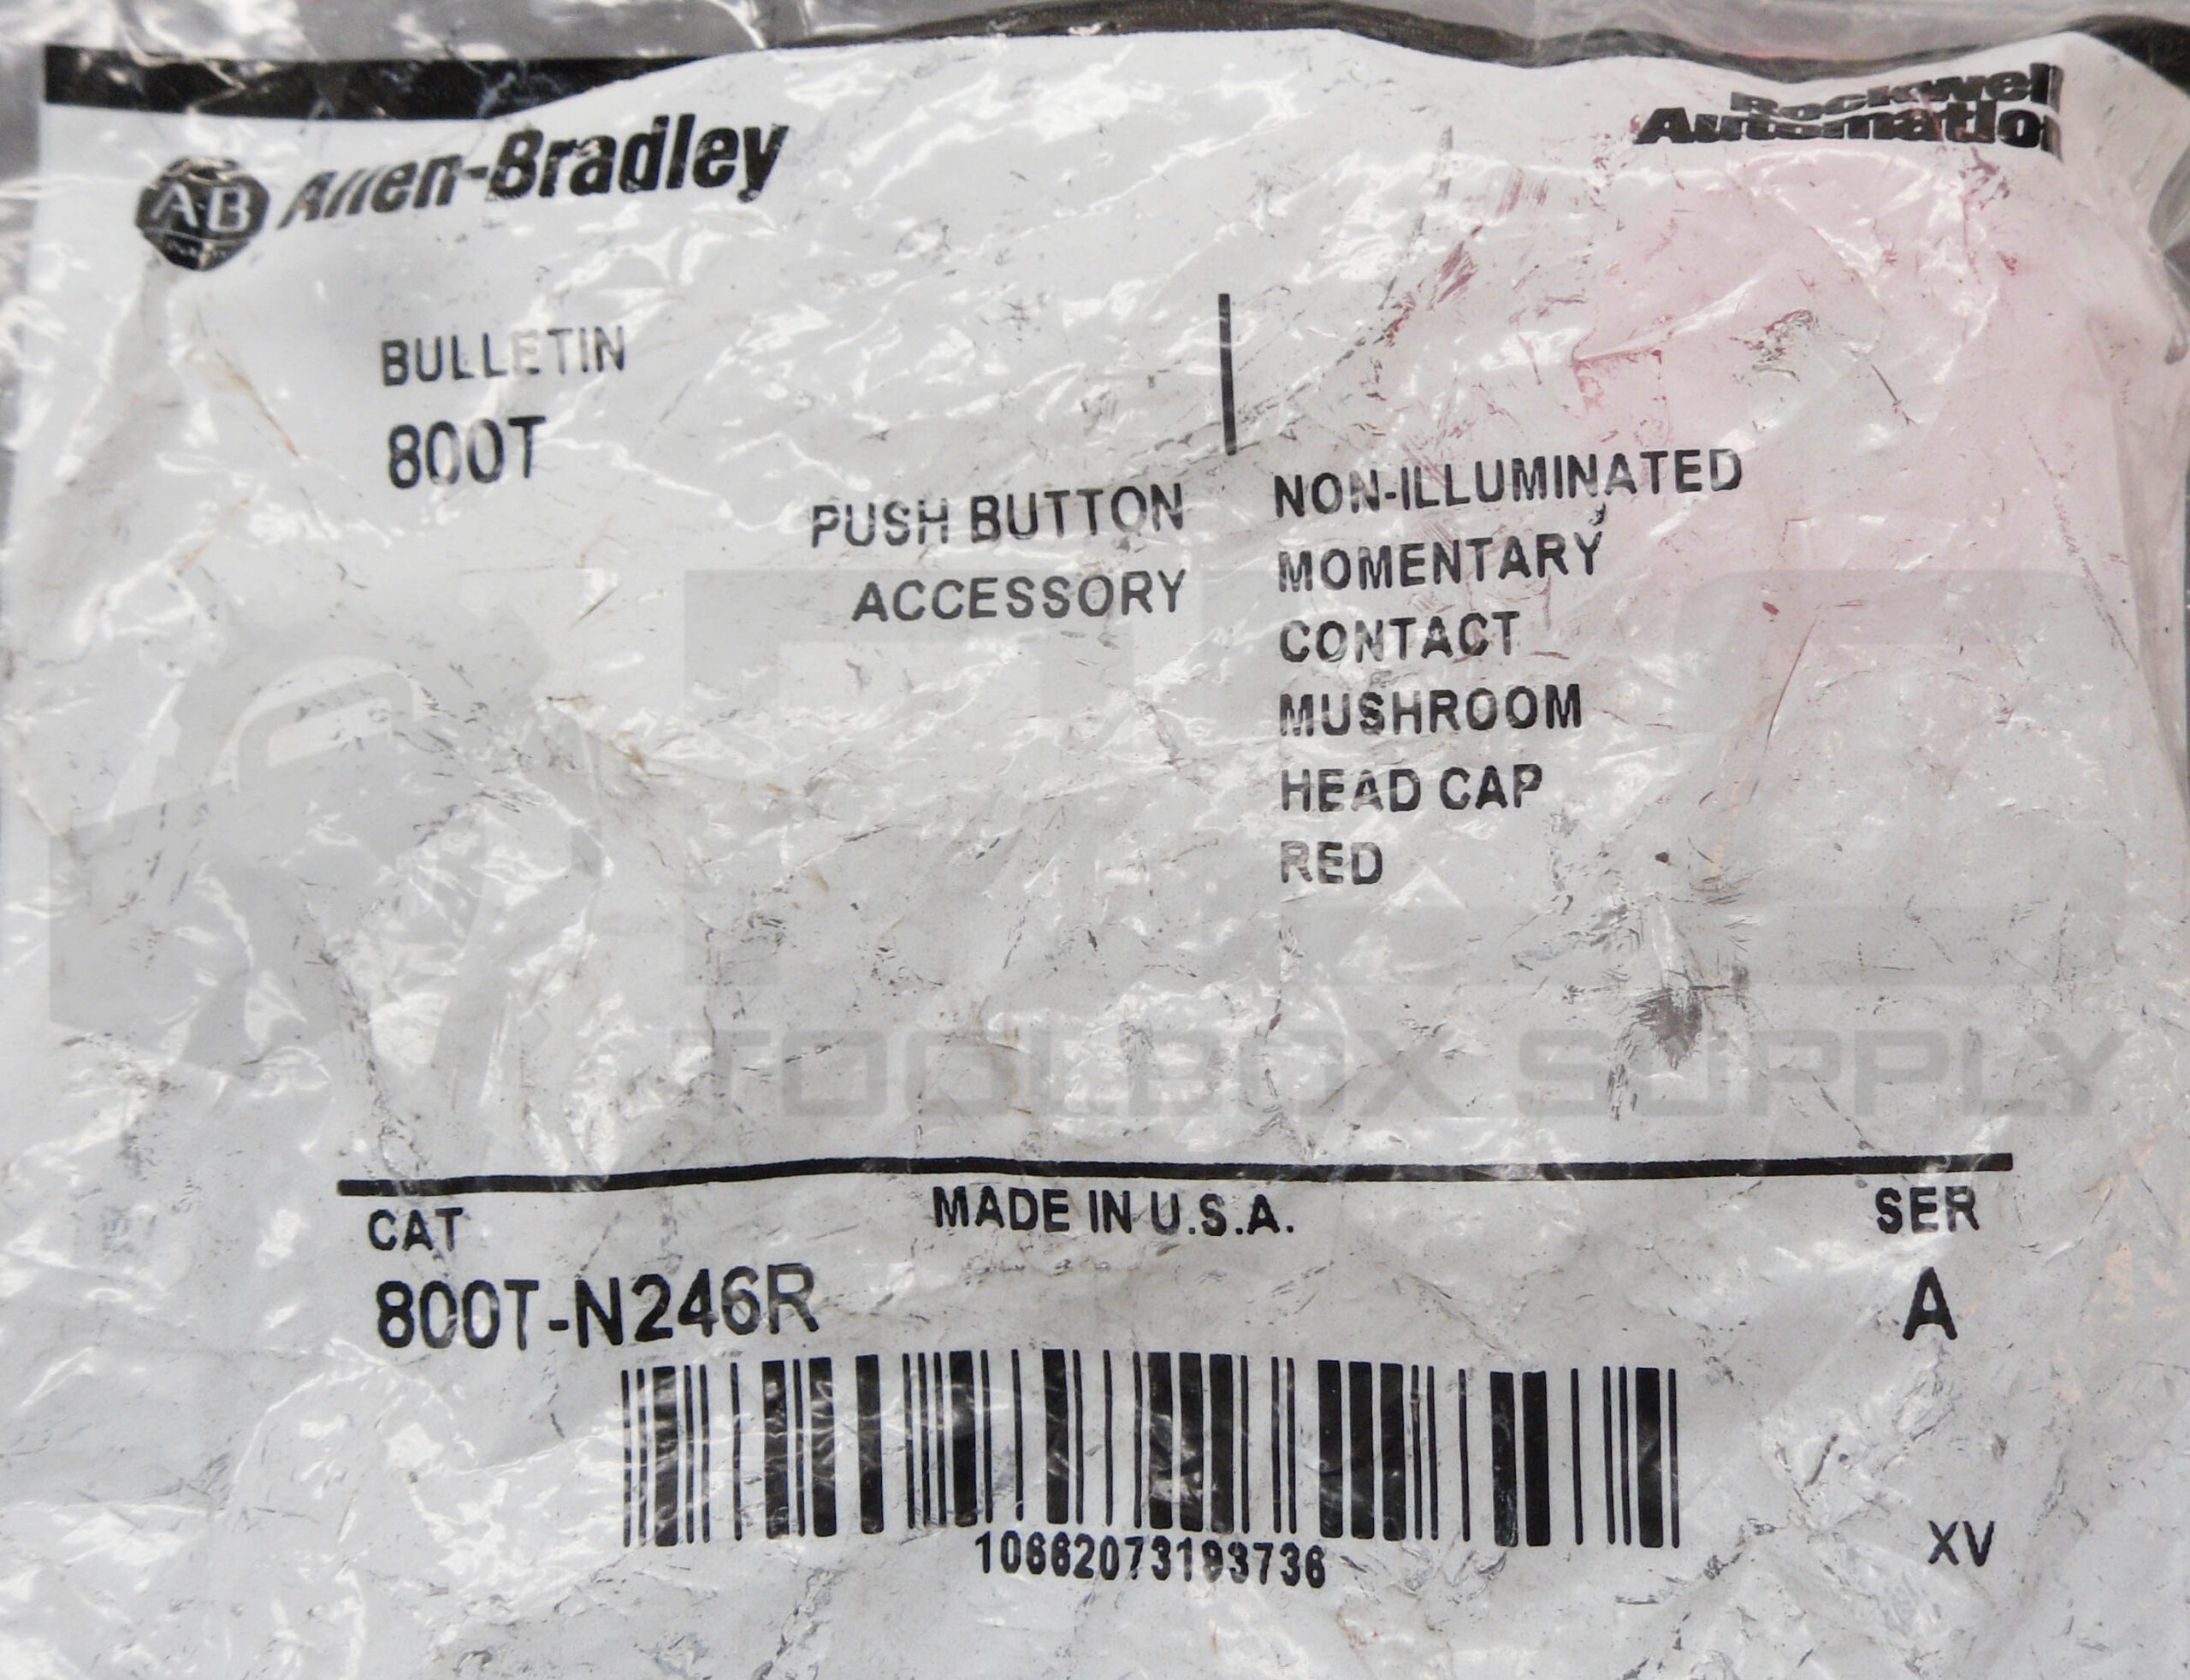 Allen-Bradley
Rockwell
Automation
AB
BULLETIN
800T
PUSH BUTTON
ACCESSORY
NON-ILLUMINATED
MOMENTARY
CONTACT
MUSHROOM
HEAD CAP
RED
TOOLBOX SUPPLY
CAT
MADE IN U.S.A.
SER
800T-N246R
A
10662073193736
XV